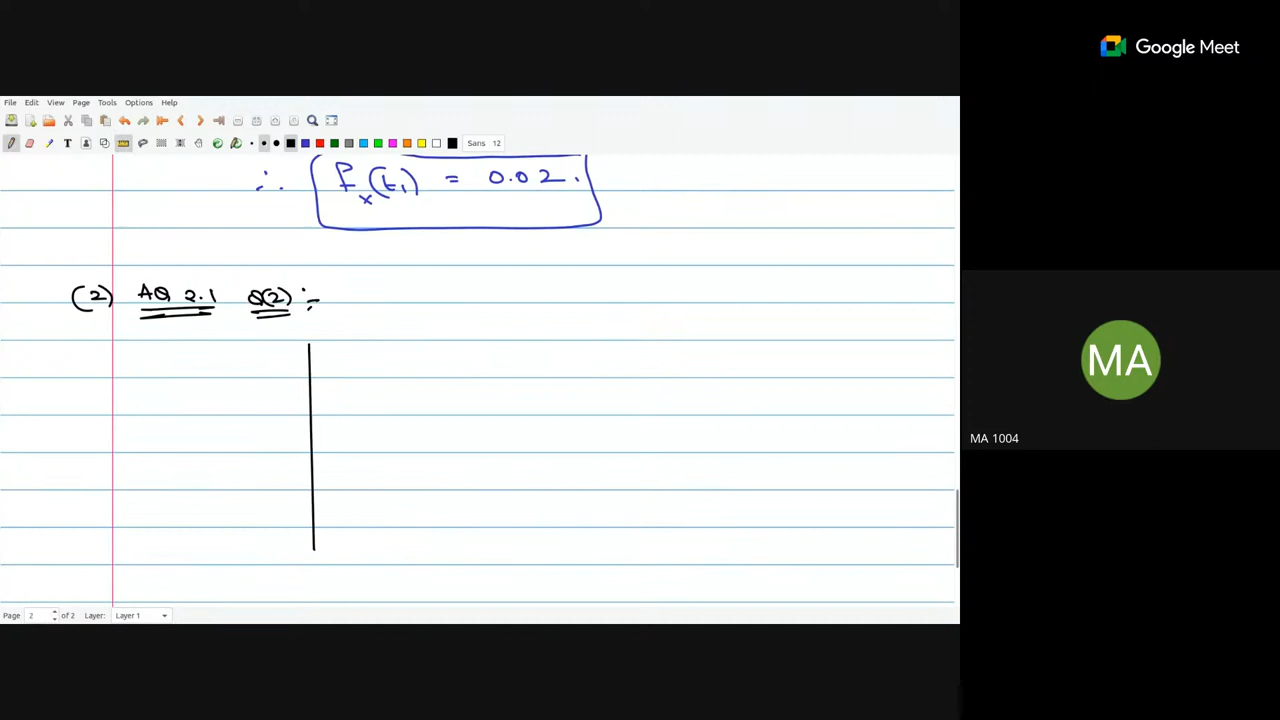 Google Meet
File Edit View Page Tools Options Help
Sans 12
∴ f_X(t₁) = 0.02.
(2) AQ 2.1 Q(2) :-
MA
MA 1004
Page 2 of 2 Layer: Layer 1